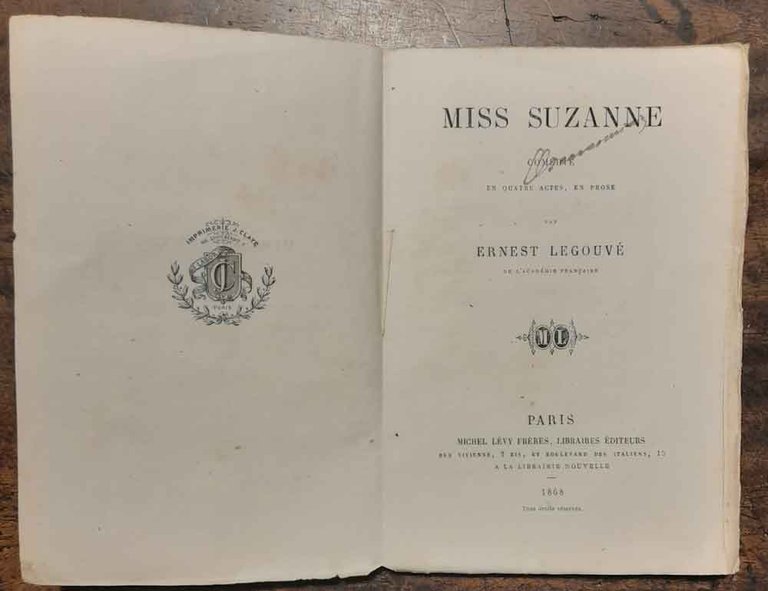 IMPRIMERIE J. CLAYE
PARIS
MISS SUZANNE
COMÉDIE
EN QUATRE ACTES, EN PROSE
PAR
ERNEST LEGOUVÉ
DE L'ACADÉMIE FRANÇAISE
ML
PARIS
MICHEL LÉVY FRÈRES, LIBRAIRES ÉDITEURS
RUE VIVIENNE, 2 BIS, ET BOULEVARD DES ITALIENS, 15
A LA LIBRAIRIE NOUVELLE
1868
Tous droits réservés.